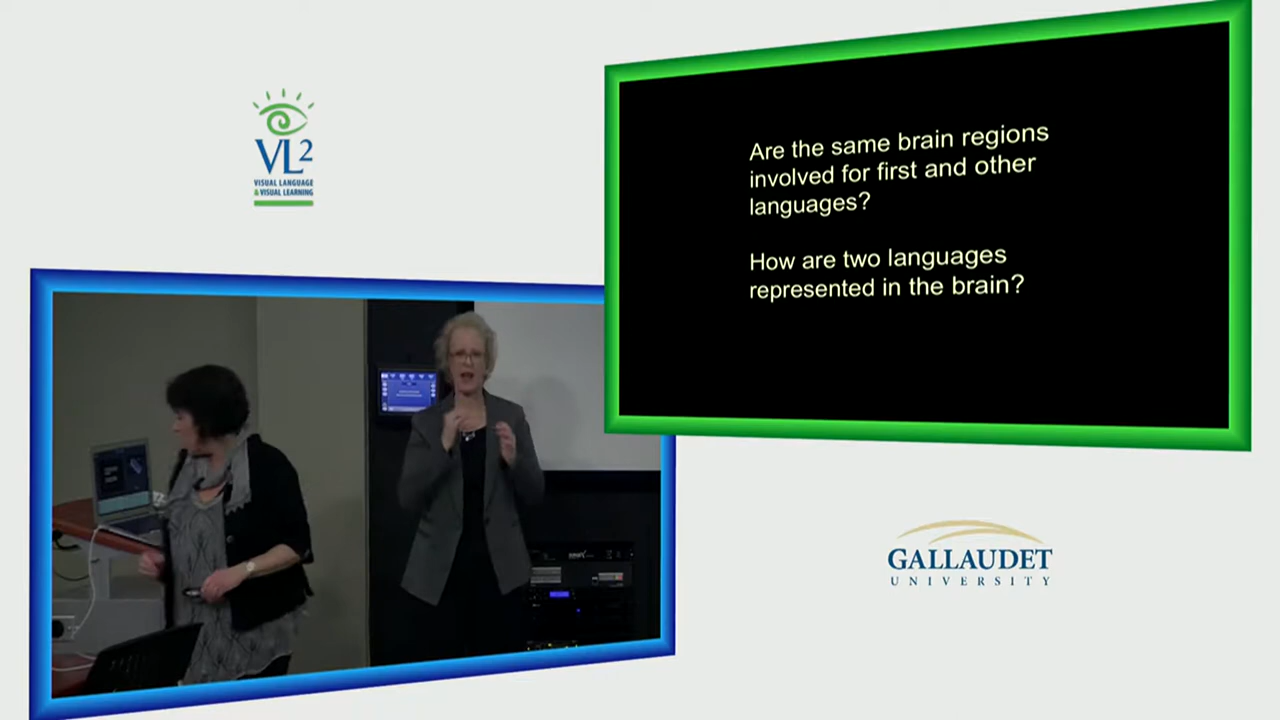 VL2
VISUAL LANGUAGE
& VISUAL LEARNING
Are the same brain regions
involved for first and other
languages?
How are two languages
represented in the brain?
GALLAUDET
UNIVERSITY